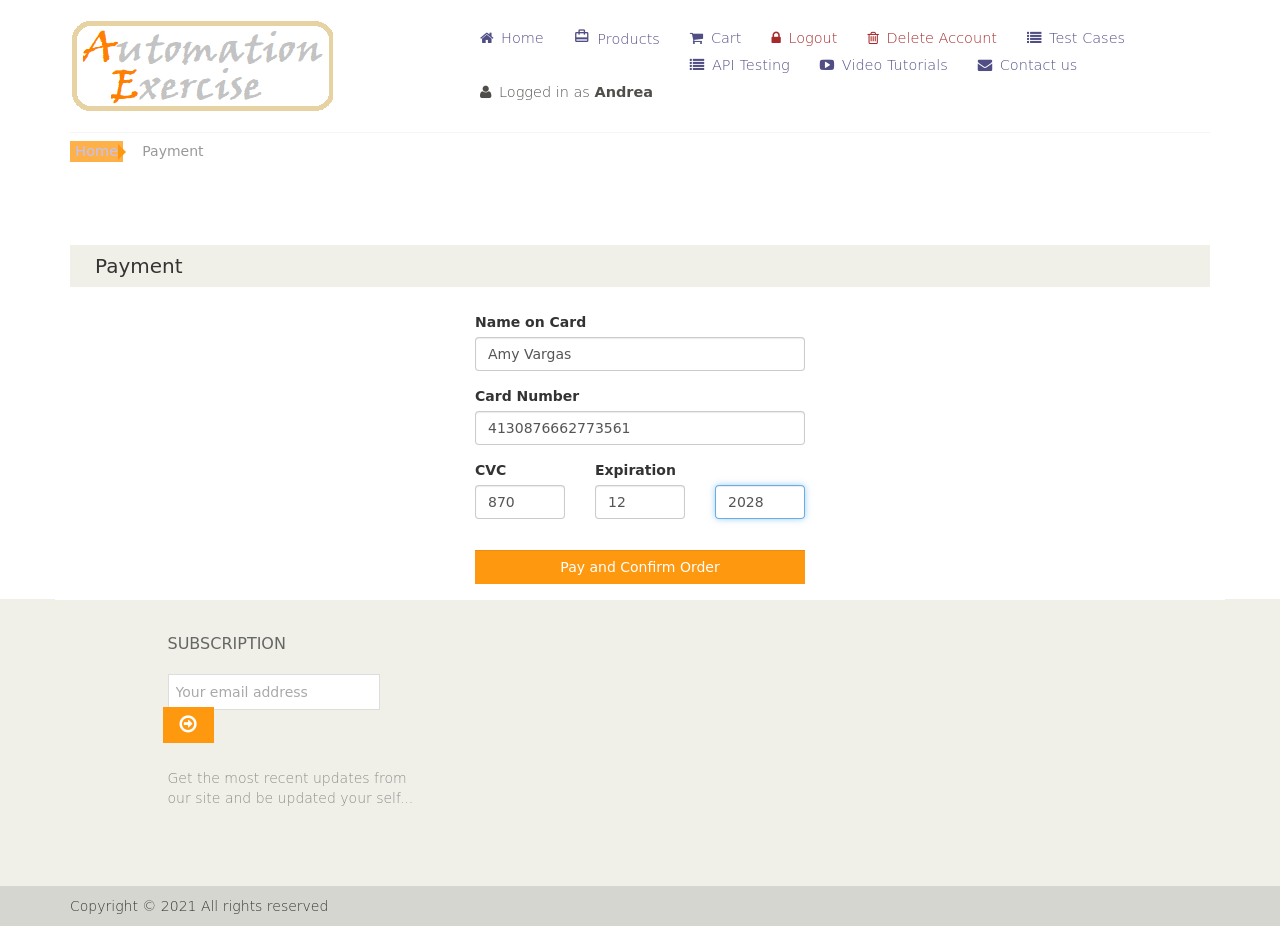 Automation
Exercise
Home
Products
Cart
Logout
Delete Account
Test Cases
API Testing
Video Tutorials
Contact us
Logged in as Andrea
Home
Payment
Payment
Name on Card
Amy Vargas
Card Number
4130876662773561
CVC
Expiration
870
12
2028
Pay and Confirm Order
SUBSCRIPTION
Your email address
Get the most recent updates from
our site and be updated your self...
Copyright © 2021 All rights reserved